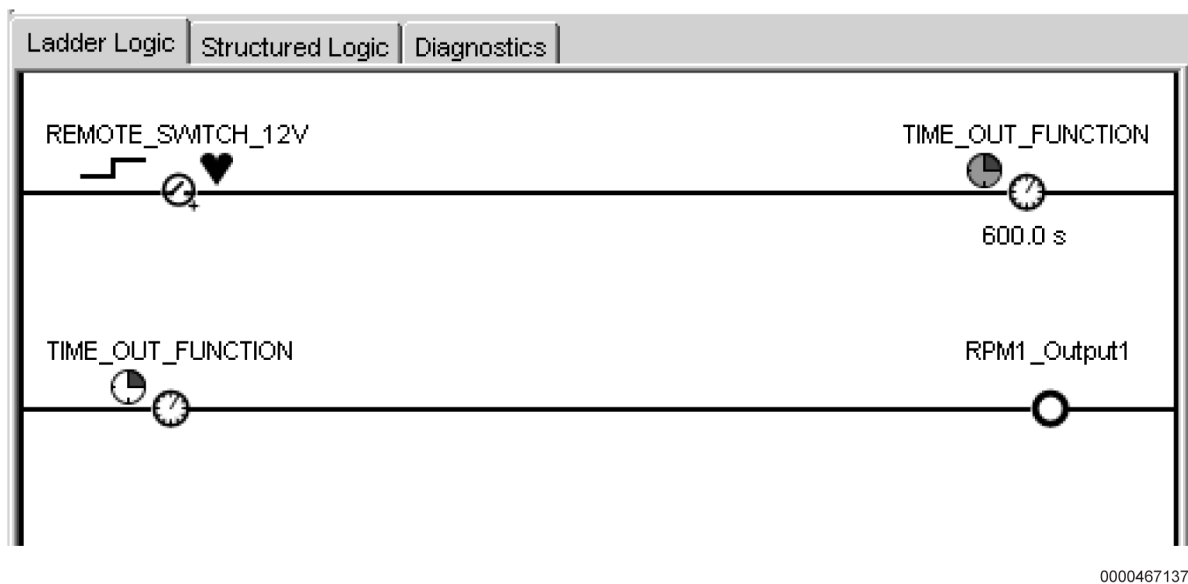 Ladder Logic Structured Logic Diagnostics
REMOTE_SWITCH_12V TIME_OUT_FUNCTION
600.0 s
TIME_OUT_FUNCTION RPM1_Output1
0000467137